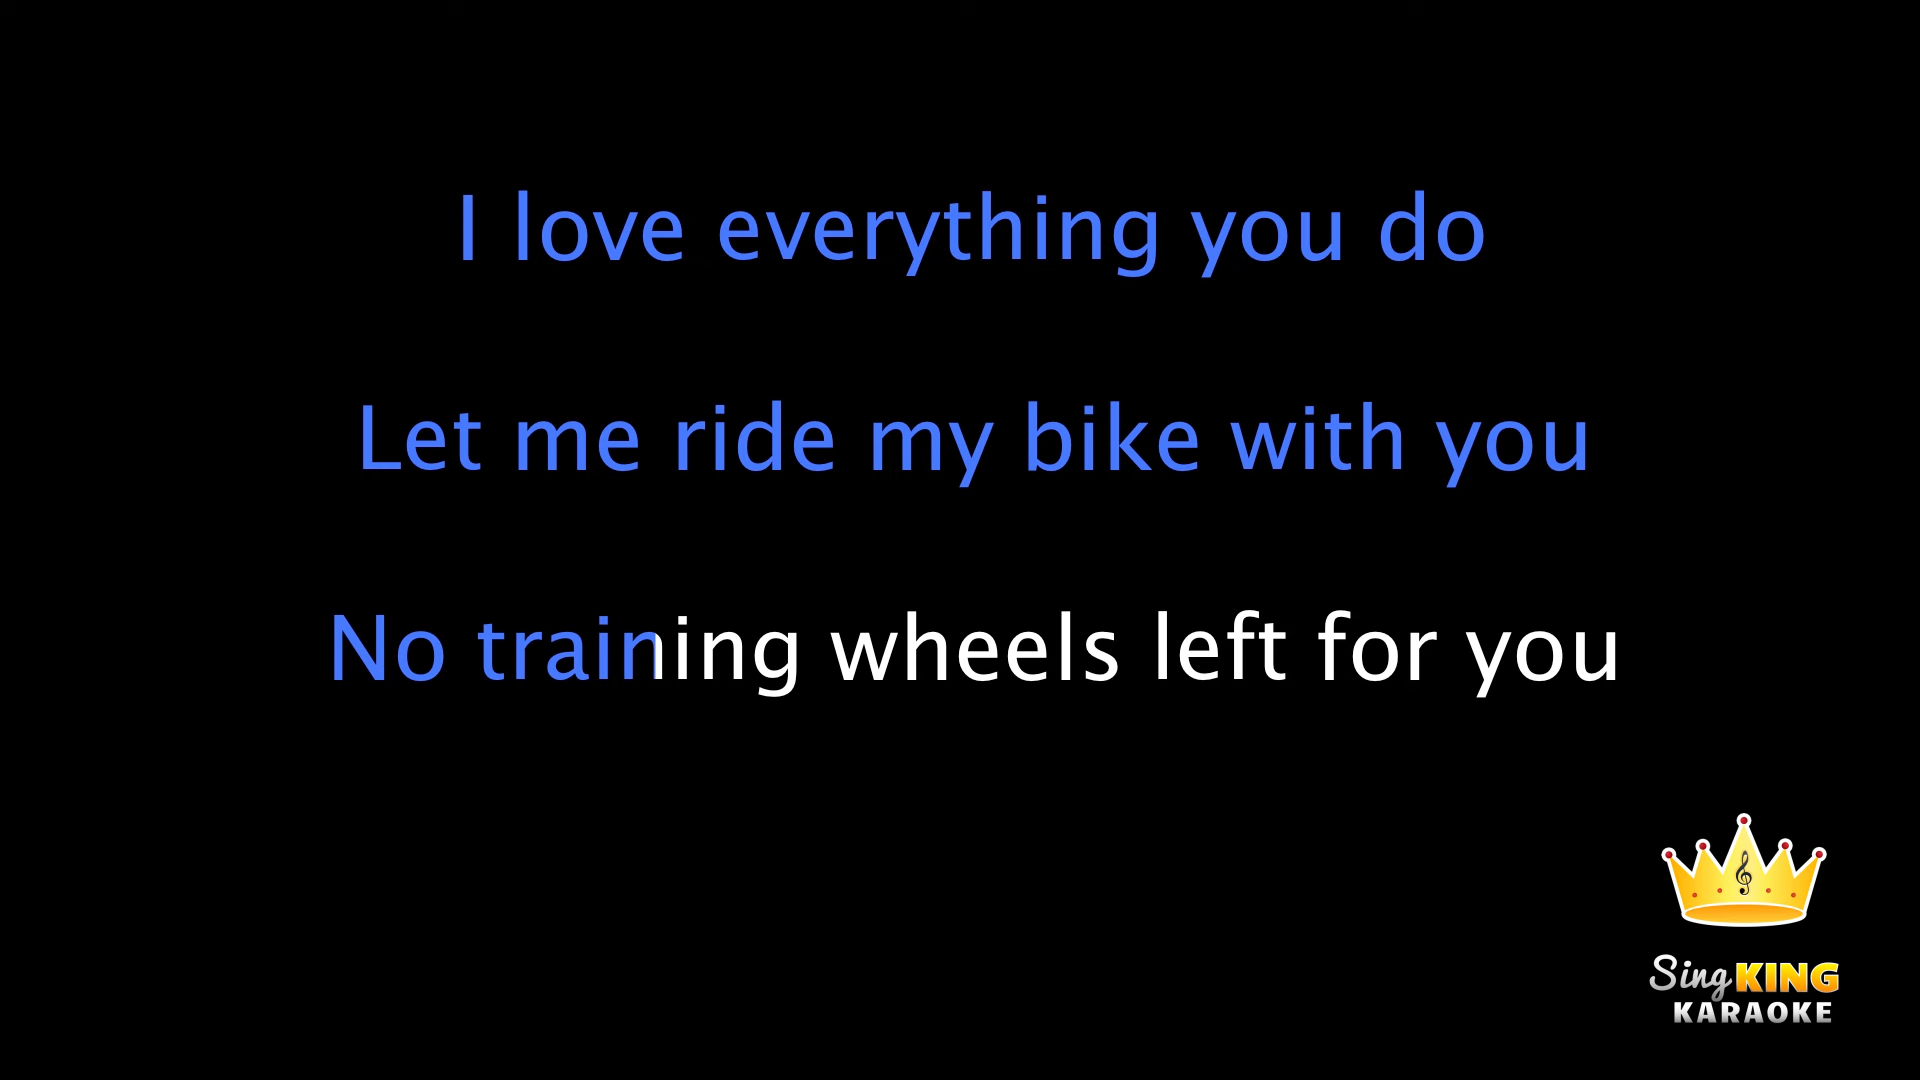 I love everything you do
Let me ride my bike with you
No training wheels left for you
Sing KING
KARAOKE